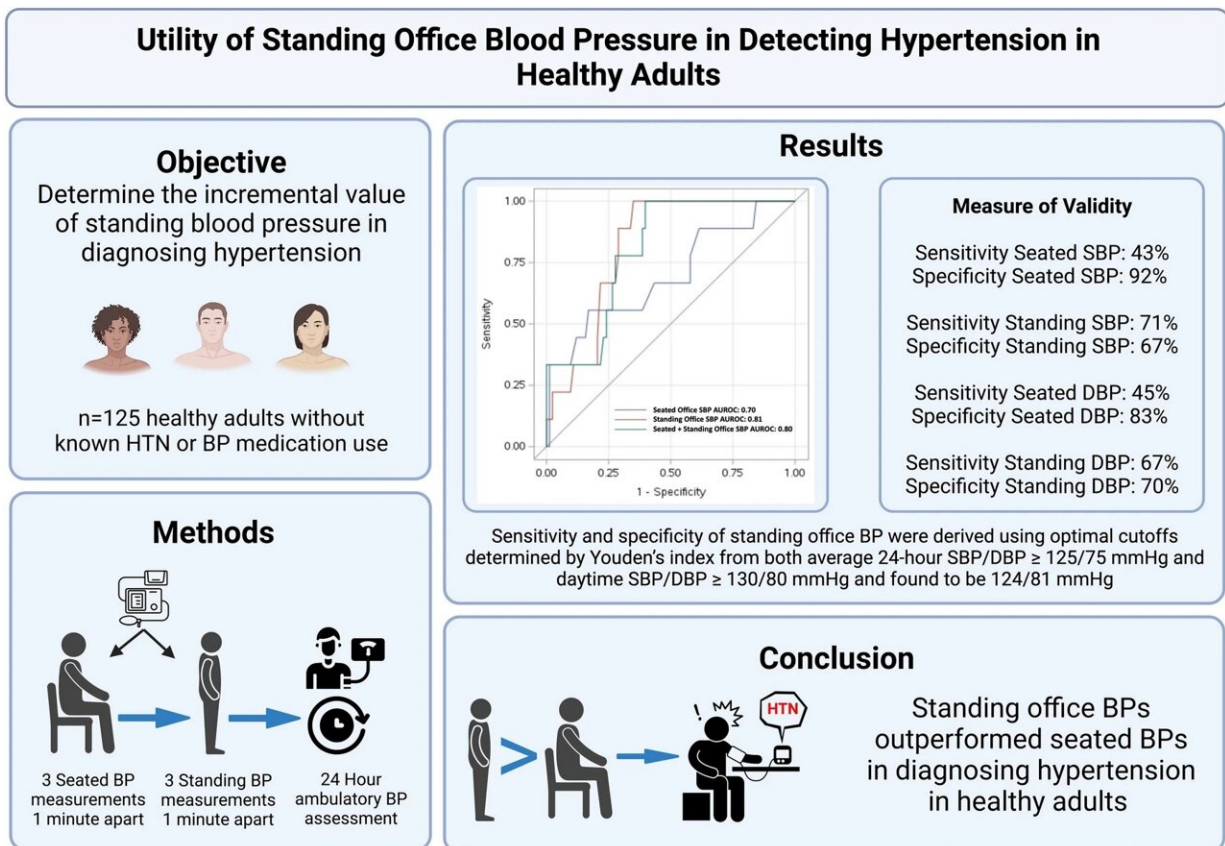 Utility of Standing Office Blood Pressure in Detecting Hypertension in
Healthy Adults
Objective
Determine the incremental value
of standing blood pressure in
diagnosing hypertension
n=125 healthy adults without
known HTN or BP medication use
Methods
3 Seated BP
measurements
1 minute apart
3 Standing BP
measurements
1 minute apart
24 Hour
ambulatory BP
assessment
Results
1.00
0.75
0.50
0.25
0.00
Sensitivity
Seated Office SBP AUROC: 0.70
Standing Office SBP AUROC: 0.81
Seated + Standing Office SBP AUROC: 0.80
0.00
0.25
0.50
0.75
1.00
1 - Specificity
Measure of Validity
Sensitivity Seated SBP: 43%
Specificity Seated SBP: 92%
Sensitivity Standing SBP: 71%
Specificity Standing SBP: 67%
Sensitivity Seated DBP: 45%
Specificity Seated DBP: 83%
Sensitivity Standing DBP: 67%
Specificity Standing DBP: 70%
Sensitivity and specificity of standing office BP were derived using optimal cutoffs
determined by Youden's index from both average 24-hour SBP/DBP ≥ 125/75 mmHg and
daytime SBP/DBP ≥ 130/80 mmHg and found to be 124/81 mmHg
Conclusion
>
!
HTN
Standing office BPs
outperformed seated BPs
in diagnosing hypertension
in healthy adults